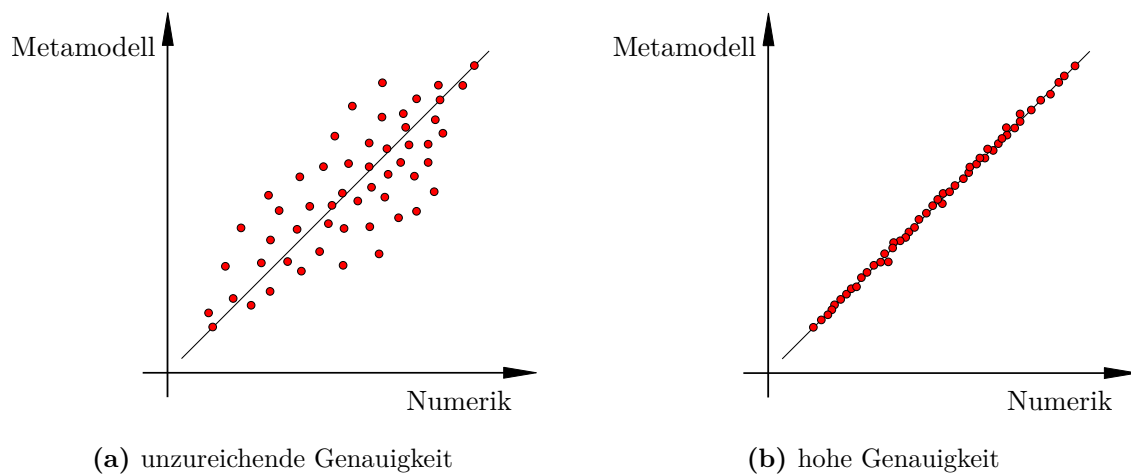 Metamodell
Numerik
(a) unzureichende Genauigkeit
Metamodell
Numerik
(b) hohe Genauigkeit